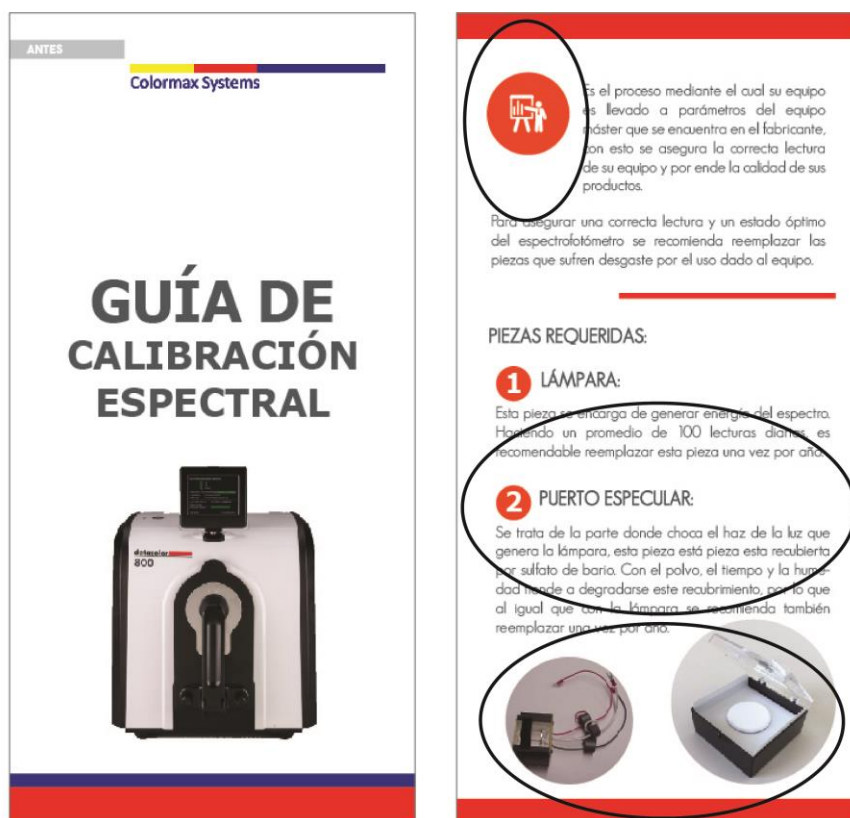 ANTES
Colormax Systems
GUÍA DE
CALIBRACIÓN
ESPECTRAL
datacolor
800
Es el proceso mediante el cual su equipo
es llevado a parámetros del equipo
máster que se encuentra en el fabricante,
con esto se asegura la correcta lectura
de su equipo y por ende la calidad de sus
productos.
Para asegurar una correcta lectura y un estado óptimo
del espectrofotómetro se recomienda reemplazar las
piezas que sufren desgaste por el uso dado al equipo.
PIEZAS REQUERIDAS:
1 LÁMPARA:
Esta pieza se encarga de generar energía del espectro.
Haciendo un promedio de 100 lecturas diarias, es
recomendable reemplazar esta pieza una vez por año.
2 PUERTO ESPECULAR:
Se trata de la parte donde choca el haz de la luz que
genera la lámpara, esta pieza está pieza esta recubierta
por sulfato de bario. Con el polvo, el tiempo y la hume-
dad tiende a degradarse este recubrimiento, por lo que
al igual que con la lámpara se recomienda también
reemplazar una vez por año.